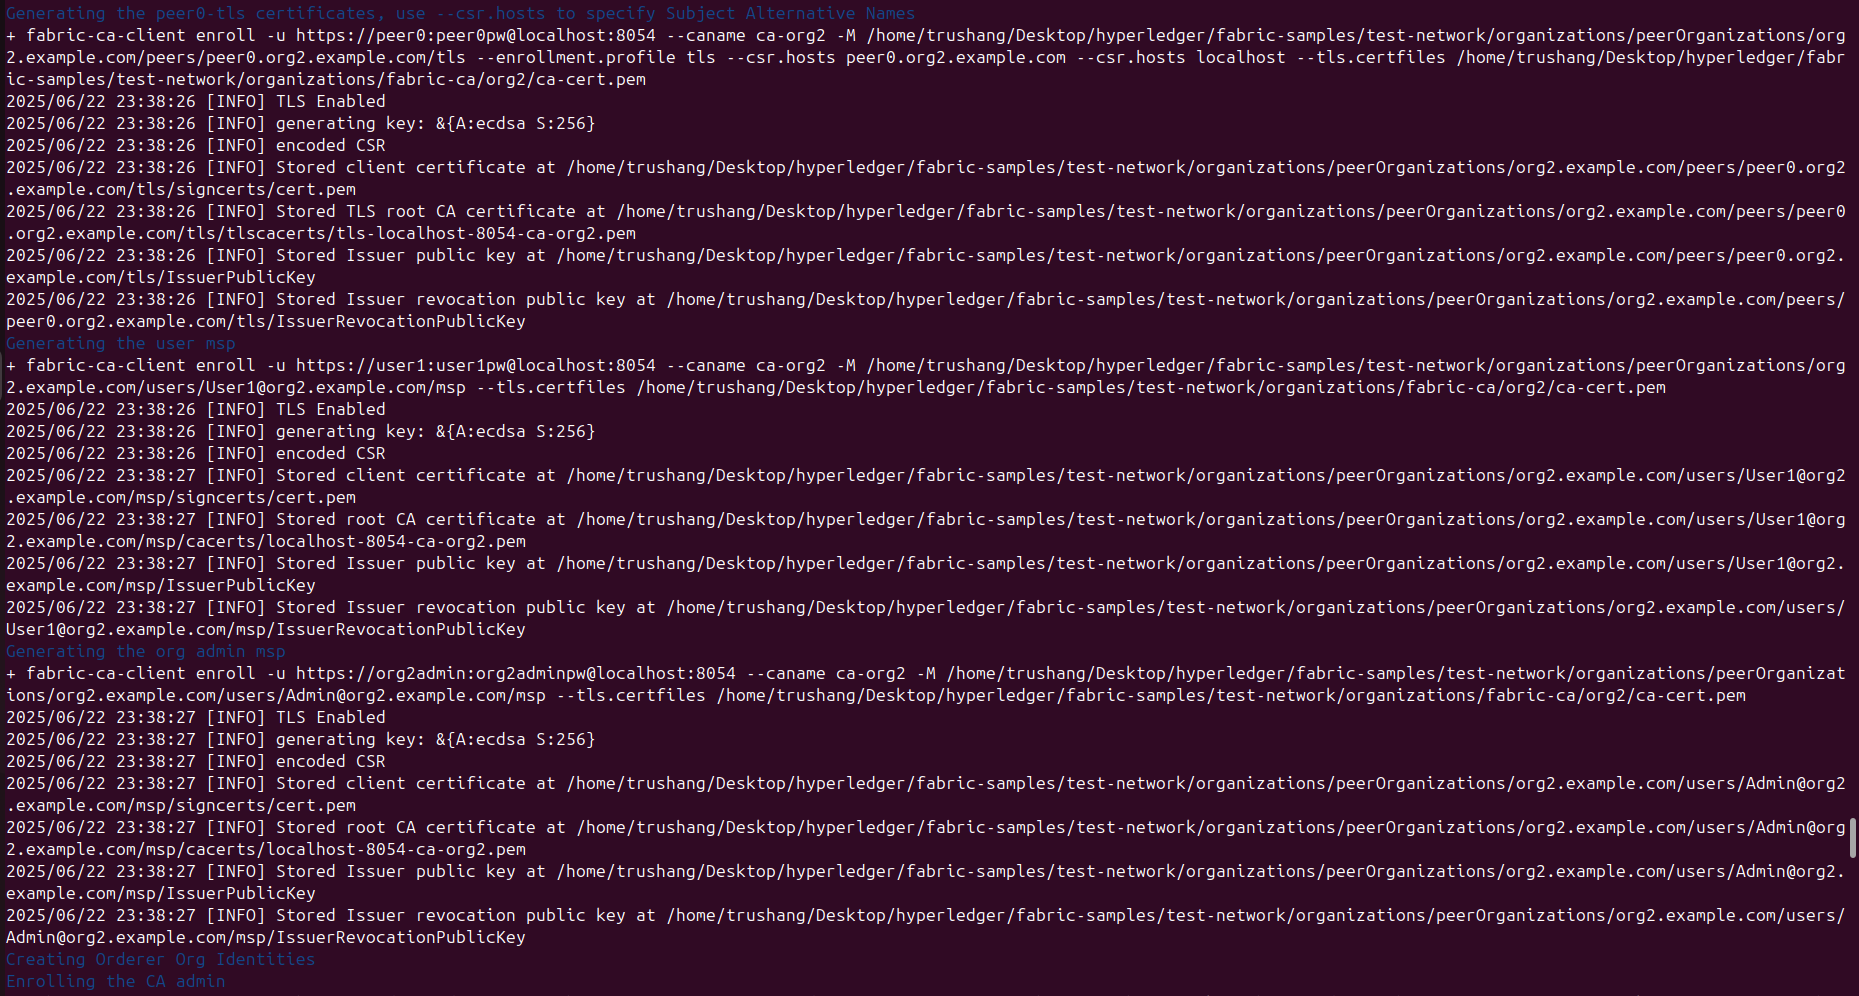 Generating the peer0-tls certificates, use --csr.hosts to specify Subject Alternative Names
+ fabric-ca-client enroll -u https://peer0:peer0pw@localhost:8054 --caname ca-org2 -M /home/trushang/Desktop/hyperledger/fabric-samples/test-network/organizations/peerOrganizations/org
2.example.com/peers/peer0.org2.example.com/tls --enrollment.profile tls --csr.hosts peer0.org2.example.com --csr.hosts localhost --tls.certfiles /home/trushang/Desktop/hyperledger/fabr
ic-samples/test-network/organizations/fabric-ca/org2/ca-cert.pem
2025/06/22 23:38:26 [INFO] TLS Enabled
2025/06/22 23:38:26 [INFO] generating key: &{A:ecdsa S:256}
2025/06/22 23:38:26 [INFO] encoded CSR
2025/06/22 23:38:26 [INFO] Stored client certificate at /home/trushang/Desktop/hyperledger/fabric-samples/test-network/organizations/peerOrganizations/org2.example.com/peers/peer0.org2
.example.com/tls/signcerts/cert.pem
2025/06/22 23:38:26 [INFO] Stored TLS root CA certificate at /home/trushang/Desktop/hyperledger/fabric-samples/test-network/organizations/peerOrganizations/org2.example.com/peers/peer0
.org2.example.com/tls/tlscacerts/tls-localhost-8054-ca-org2.pem
2025/06/22 23:38:26 [INFO] Stored Issuer public key at /home/trushang/Desktop/hyperledger/fabric-samples/test-network/organizations/peerOrganizations/org2.example.com/peers/peer0.org2.
example.com/tls/IssuerPublicKey
2025/06/22 23:38:26 [INFO] Stored Issuer revocation public key at /home/trushang/Desktop/hyperledger/fabric-samples/test-network/organizations/peerOrganizations/org2.example.com/peers/
peer0.org2.example.com/tls/IssuerRevocationPublicKey
Generating the user msp
+ fabric-ca-client enroll -u https://user1:user1pw@localhost:8054 --caname ca-org2 -M /home/trushang/Desktop/hyperledger/fabric-samples/test-network/organizations/peerOrganizations/org
2.example.com/users/User1@org2.example.com/msp --tls.certfiles /home/trushang/Desktop/hyperledger/fabric-samples/test-network/organizations/fabric-ca/org2/ca-cert.pem
2025/06/22 23:38:26 [INFO] TLS Enabled
2025/06/22 23:38:26 [INFO] generating key: &{A:ecdsa S:256}
2025/06/22 23:38:26 [INFO] encoded CSR
2025/06/22 23:38:27 [INFO] Stored client certificate at /home/trushang/Desktop/hyperledger/fabric-samples/test-network/organizations/peerOrganizations/org2.example.com/users/User1@org2
.example.com/msp/signcerts/cert.pem
2025/06/22 23:38:27 [INFO] Stored root CA certificate at /home/trushang/Desktop/hyperledger/fabric-samples/test-network/organizations/peerOrganizations/org2.example.com/users/User1@org
2.example.com/msp/cacerts/localhost-8054-ca-org2.pem
2025/06/22 23:38:27 [INFO] Stored Issuer public key at /home/trushang/Desktop/hyperledger/fabric-samples/test-network/organizations/peerOrganizations/org2.example.com/users/User1@org2.
example.com/msp/IssuerPublicKey
2025/06/22 23:38:27 [INFO] Stored Issuer revocation public key at /home/trushang/Desktop/hyperledger/fabric-samples/test-network/organizations/peerOrganizations/org2.example.com/users/
User1@org2.example.com/msp/IssuerRevocationPublicKey
Generating the org admin msp
+ fabric-ca-client enroll -u https://org2admin:org2adminpw@localhost:8054 --caname ca-org2 -M /home/trushang/Desktop/hyperledger/fabric-samples/test-network/organizations/peerOrganizat
ions/org2.example.com/users/Admin@org2.example.com/msp --tls.certfiles /home/trushang/Desktop/hyperledger/fabric-samples/test-network/organizations/fabric-ca/org2/ca-cert.pem
2025/06/22 23:38:27 [INFO] TLS Enabled
2025/06/22 23:38:27 [INFO] generating key: &{A:ecdsa S:256}
2025/06/22 23:38:27 [INFO] encoded CSR
2025/06/22 23:38:27 [INFO] Stored client certificate at /home/trushang/Desktop/hyperledger/fabric-samples/test-network/organizations/peerOrganizations/org2.example.com/users/Admin@org2
.example.com/msp/signcerts/cert.pem
2025/06/22 23:38:27 [INFO] Stored root CA certificate at /home/trushang/Desktop/hyperledger/fabric-samples/test-network/organizations/peerOrganizations/org2.example.com/users/Admin@org
2.example.com/msp/cacerts/localhost-8054-ca-org2.pem
2025/06/22 23:38:27 [INFO] Stored Issuer public key at /home/trushang/Desktop/hyperledger/fabric-samples/test-network/organizations/peerOrganizations/org2.example.com/users/Admin@org2.
example.com/msp/IssuerPublicKey
2025/06/22 23:38:27 [INFO] Stored Issuer revocation public key at /home/trushang/Desktop/hyperledger/fabric-samples/test-network/organizations/peerOrganizations/org2.example.com/users/
Admin@org2.example.com/msp/IssuerRevocationPublicKey
Creating Orderer Org Identities
Enrolling the CA admin